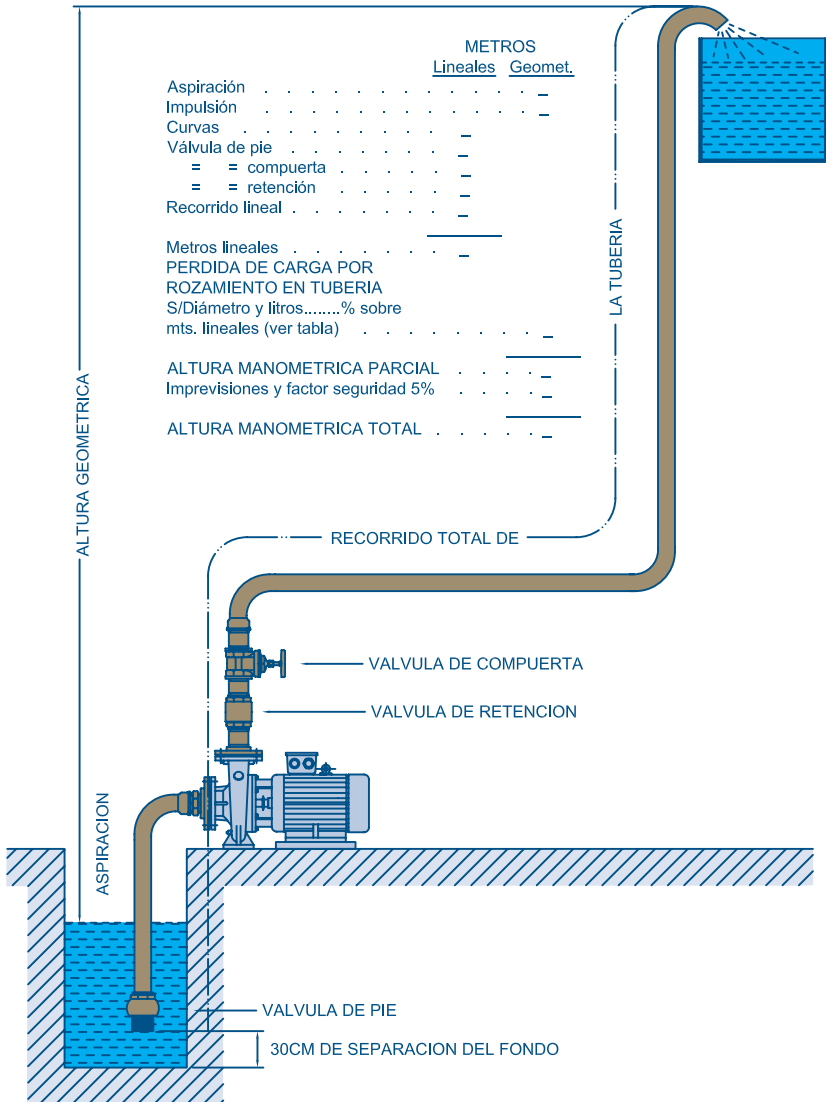 METROS
Lineales Geomet.
Aspiración . . . . . . . . . . . . _
Impulsión . . . . . . . . . . . . _
Curvas . . . . . . . . . _
Válvula de pie . . . . . . . _
= = compuerta . . . . _
= = retención . . . . . _
Recorrido lineal . . . . . . . _
Metros lineales . . . . . . . _
PERDIDA DE CARGA POR
ROZAMIENTO EN TUBERIA
S/Diámetro y litros........% sobre
mts. lineales (ver tabla) . . . . . . . . _
ALTURA MANOMETRICA PARCIAL . . . . _
Imprevisiones y factor seguridad 5% . . . . _
ALTURA MANOMETRICA TOTAL . . . . . _
ALTURA GEOMETRICA
LA TUBERIA
RECORRIDO TOTAL DE
VALVULA DE COMPUERTA
VALVULA DE RETENCION
ASPIRACION
VALVULA DE PIE
30CM DE SEPARACION DEL FONDO